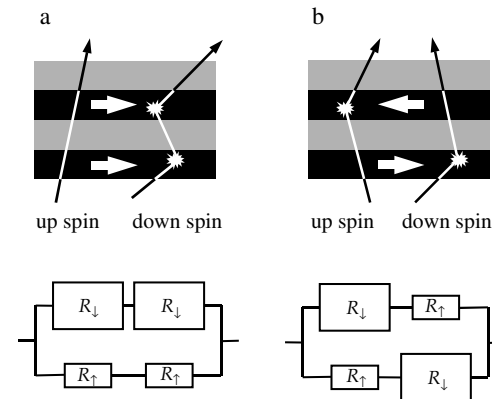 a b
up spin down spin up spin down spin
R↓ R↓ R↓ R↑
R↑ R↑ R↑ R↓